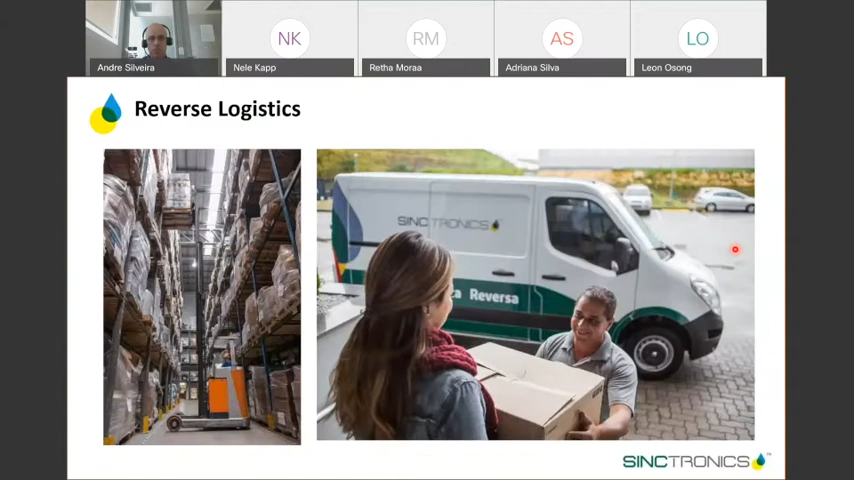 NK
RM
AS
LO
Andre Silveira
Nele Kapp
Retha Moraa
Adriana Silva
Leon Osong
Reverse Logistics
SINCTRONICS
Reversa
SINCTRONICS